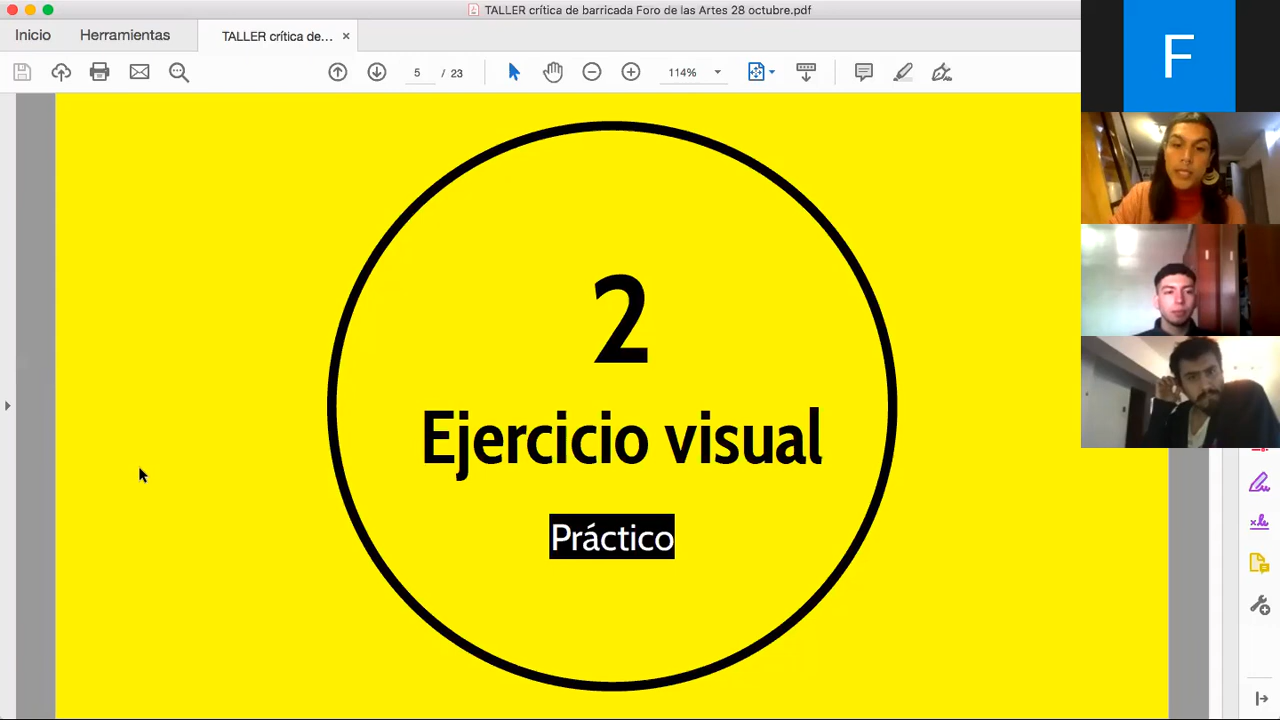 TALLER crítica de barricada Foro de las Artes 28 octubre.pdf
Inicio
Herramientas
TALLER crítica de... ×
5 / 23
114%
F
2
Ejercicio visual
Práctico